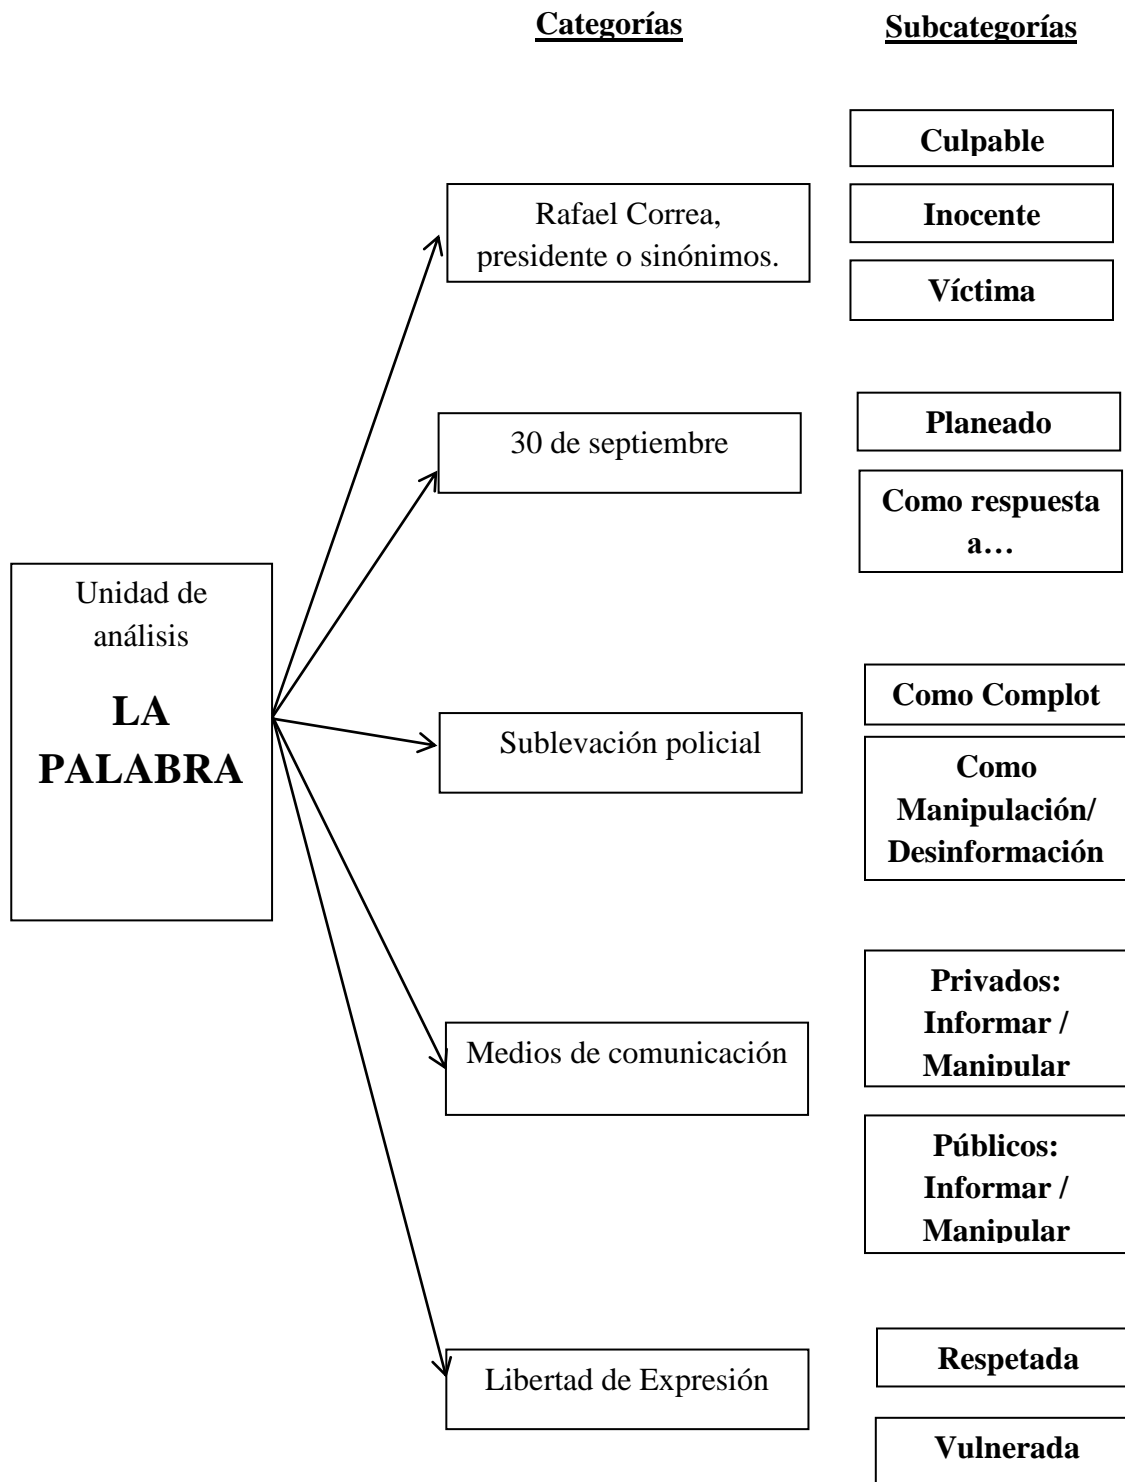 Categorías
Subcategorías
Culpable
Rafael Correa,
presidente o sinónimos.
Inocente
Víctima
30 de septiembre
Planeado
Como respuesta
a…
Unidad de
análisis
LA
PALABRA
Sublevación policial
Como Complot
Como
Manipulación/
Desinformación
Medios de comunicación
Privados:
Informar /
Manipular
Públicos:
Informar /
Manipular
Libertad de Expresión
Respetada
Vulnerada